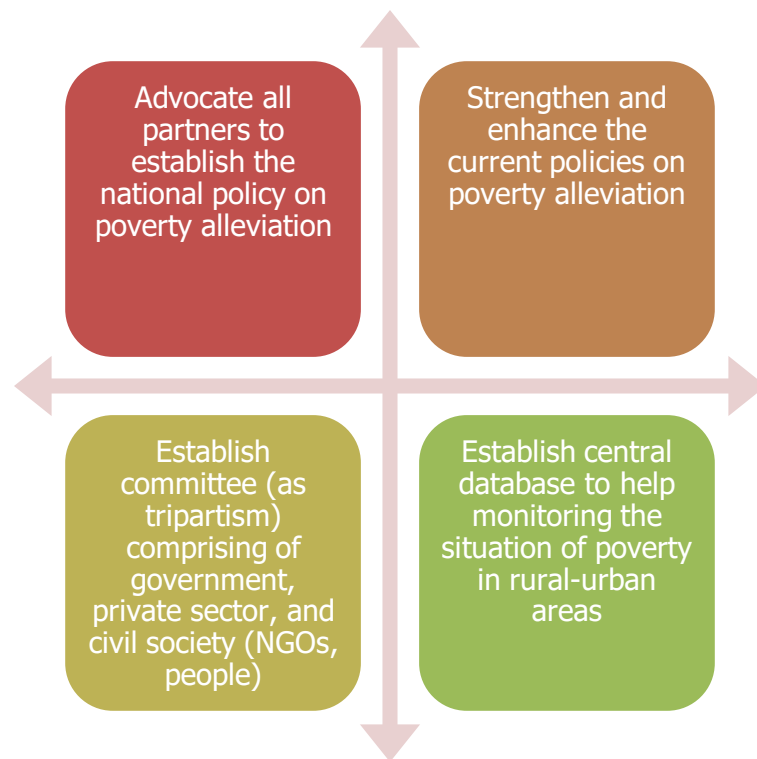 Advocate all
partners to
establish the
national policy on
poverty alleviation
Strengthen and
enhance the
current policies on
poverty alleviation
Establish
committee (as
tripartism)
comprising of
government,
private sector, and
civil society (NGOs,
people)
Establish central
database to help
monitoring the
situation of poverty
in rural-urban
areas